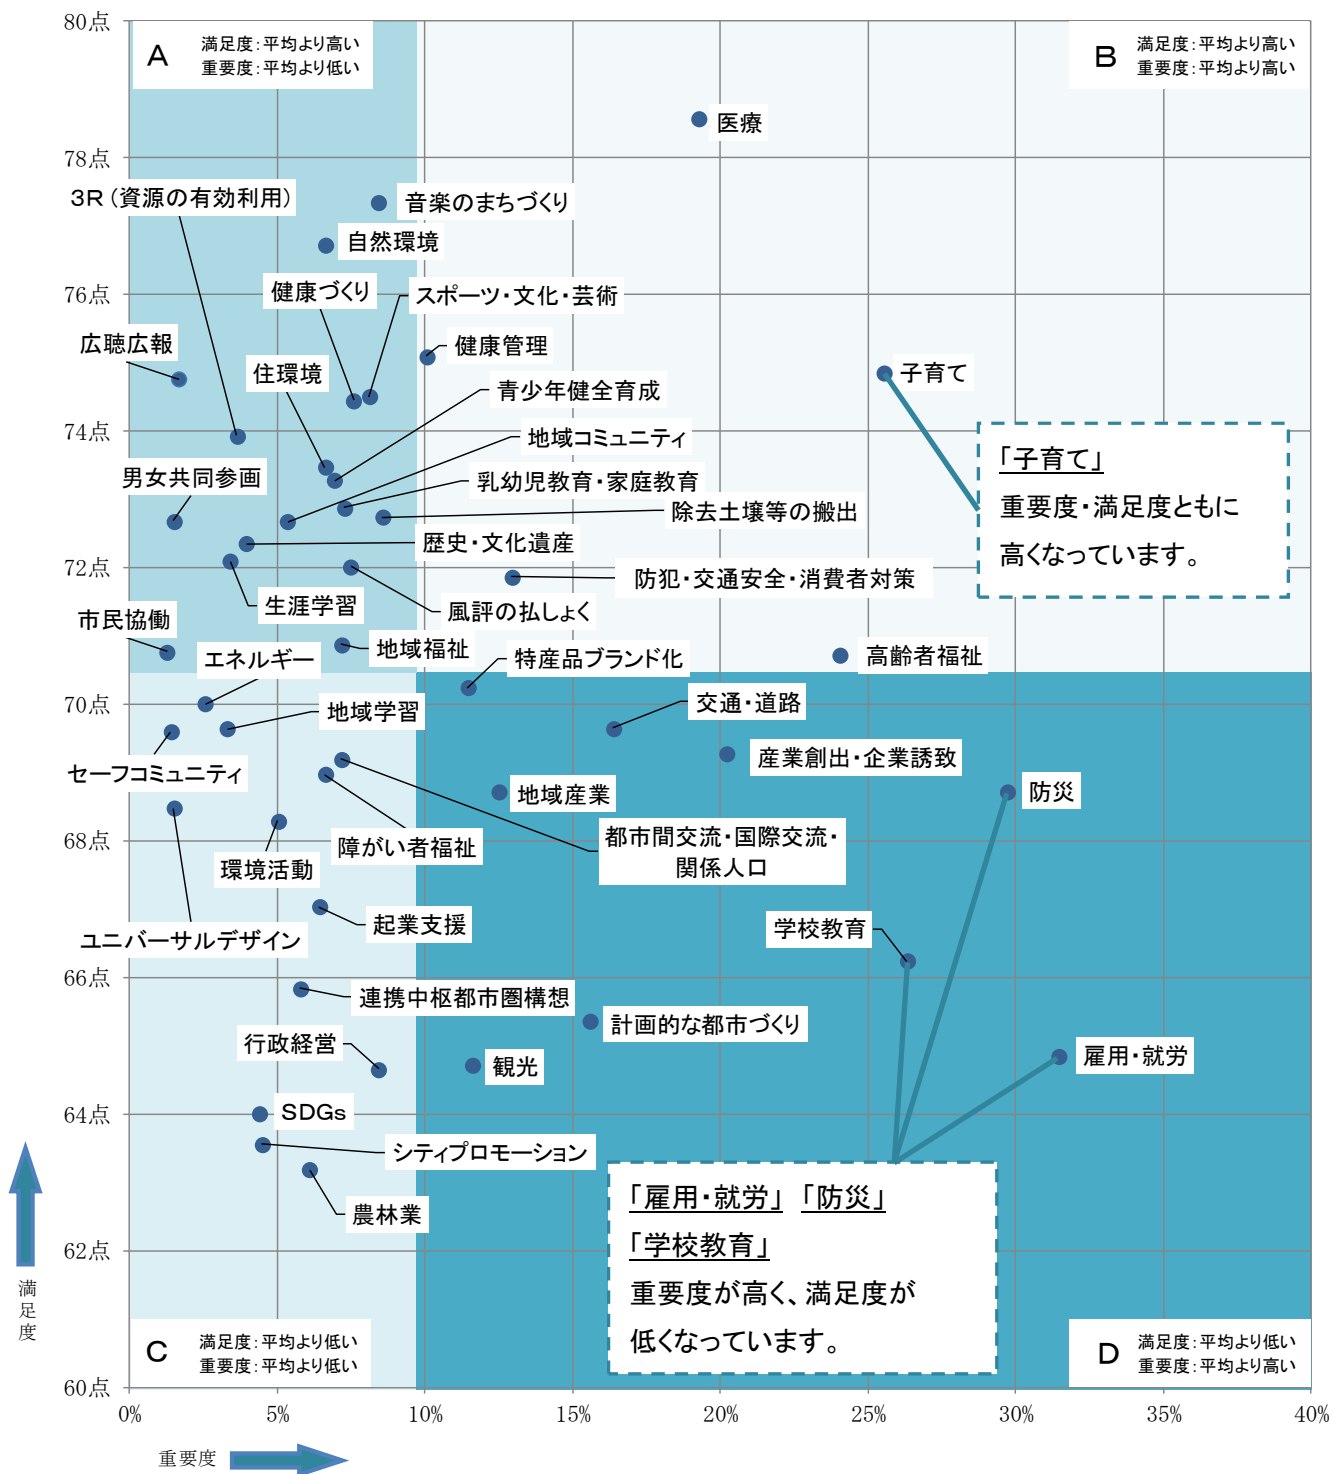 80点
A
満足度：平均より高い
重要度：平均より低い
B
満足度：平均より高い
重要度：平均より高い
医療
78点
3R（資源の有効利用）
音楽のまちづくり
自然環境
76点
健康づくり
スポーツ・文化・芸術
広聴広報
健康管理
住環境
子育て
青少年健全育成
74点
地域コミュニティ
「子育て」
重要度・満足度ともに
高くなっています。
男女共同参画
乳幼児教育・家庭教育
除去土壌等の搬出
歴史・文化遺産
72点
防犯・交通安全・消費者対策
生涯学習
風評の払しょく
市民協働
地域福祉
高齢者福祉
エネルギー
特産品ブランド化
70点
地域学習
交通・道路
セーフコミュニティ
産業創出・企業誘致
地域産業
防災
68点
障がい者福祉
都市間交流・国際交流・
関係人口
環境活動
起業支援
学校教育
ユニバーサルデザイン
66点
連携中枢都市圏構想
計画的な都市づくり
行政経営
観光
雇用・就労
64点
SDGs
シティプロモーション
農林業
「雇用・就労」「防災」
「学校教育」
重要度が高く、満足度が
低くなっています。
62点
満足度
C
満足度：平均より低い
重要度：平均より低い
D
満足度：平均より低い
重要度：平均より高い
60点
0%
5%
10%
15%
20%
25%
30%
35%
40%
重要度